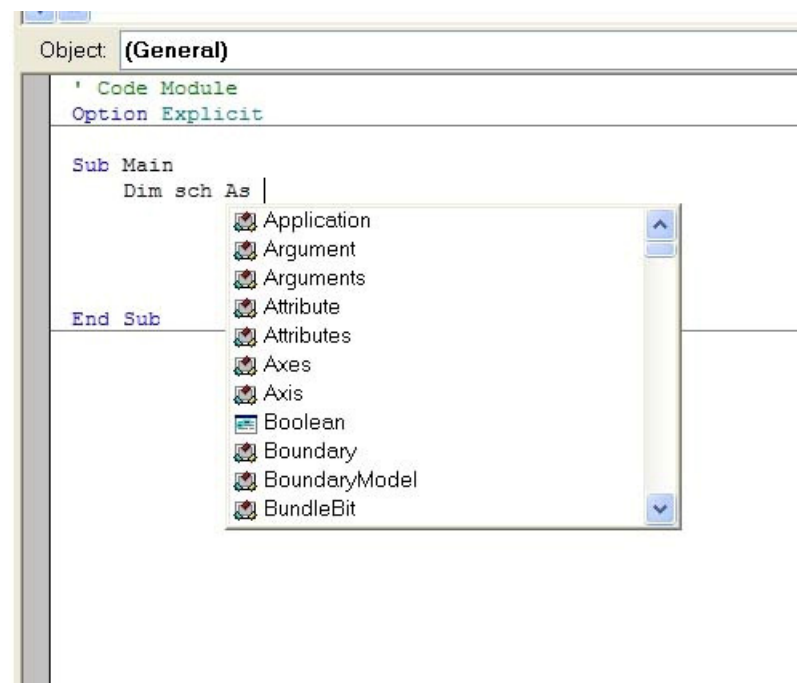 Object: (General)
' Code Module
Option Explicit
Sub Main
Dim sch As
Application
Argument
Arguments
Attribute
Attributes
Axes
Axis
Boolean
Boundary
BoundaryModel
BundleBit
End Sub